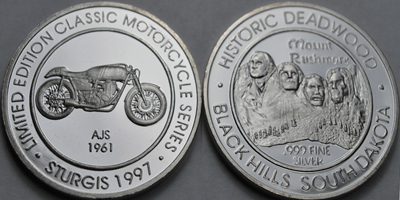 LIMITED EDITION CLASSIC MOTORCYCLE SERIES
AJS
1961
· STURGIS 1997 ·
HISTORIC DEADWOOD
Mount
Rushmore
.999 FINE
SILVER
· BLACK HILLS SOUTH DAKOTA ·